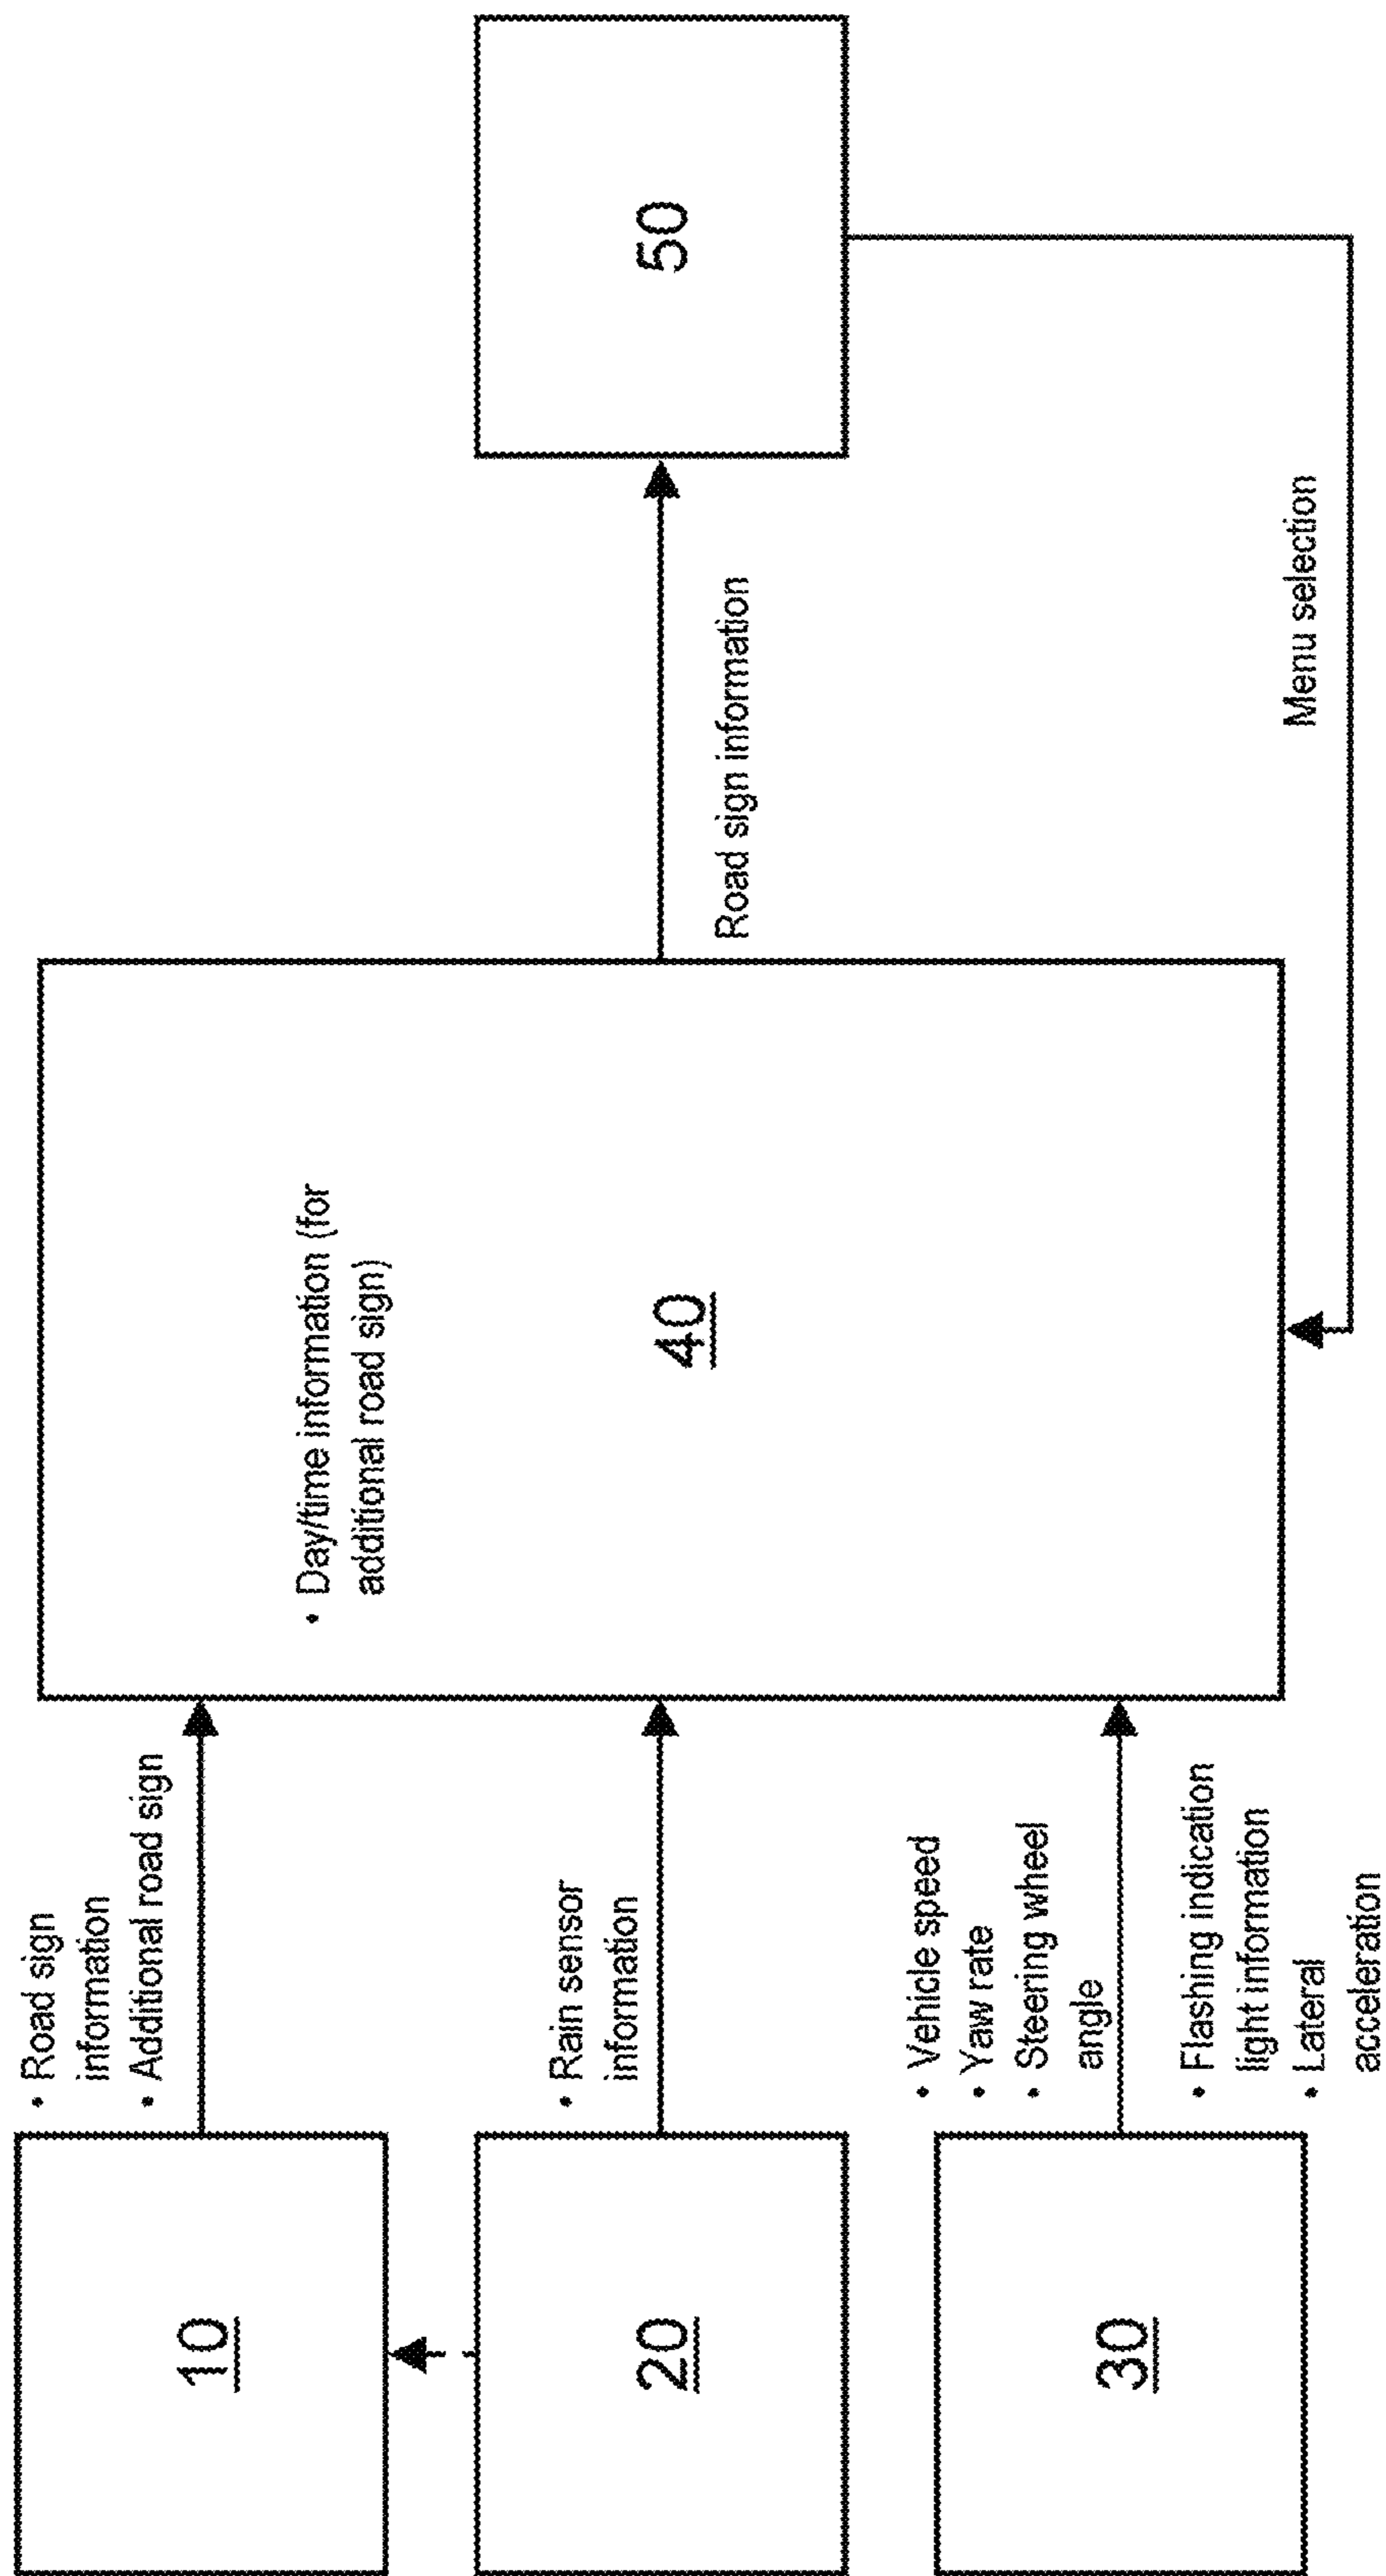 10
• Road sign
information
• Additional road sign
20
• Rain sensor
information
30
• Vehicle speed
• Yaw rate
• Steering wheel
angle
• Flashing indication
light information
• Lateral
acceleration
• Day/time information (for
additional road sign)
40
Road sign information
50
Menu selection